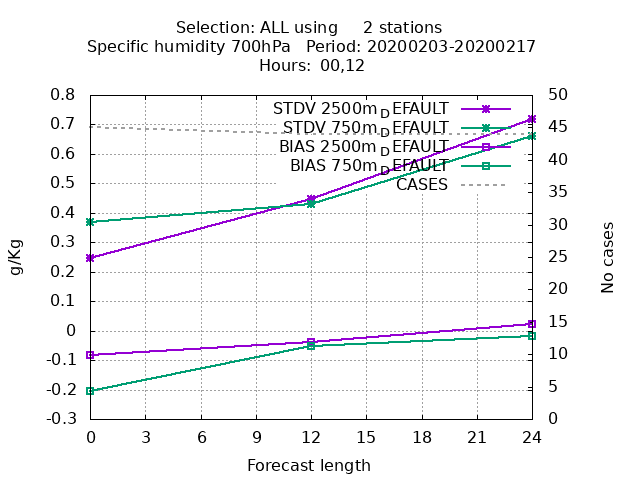 Selection: ALL using     2 stations
Specific humidity 700hPa   Period: 20200203-20200217
Hours: 00,12
STDV 2500m_DEFAULT
STDV 750m_DEFAULT
BIAS 2500m_DEFAULT
BIAS 750m_DEFAULT
CASES
g/Kg
0.8
0.7
0.6
0.5
0.4
0.3
0.2
0.1
0
-0.1
-0.2
-0.3
No cases
50
45
40
35
30
25
20
15
10
5
0
0 3 6 9 12 15 18 21 24
Forecast length